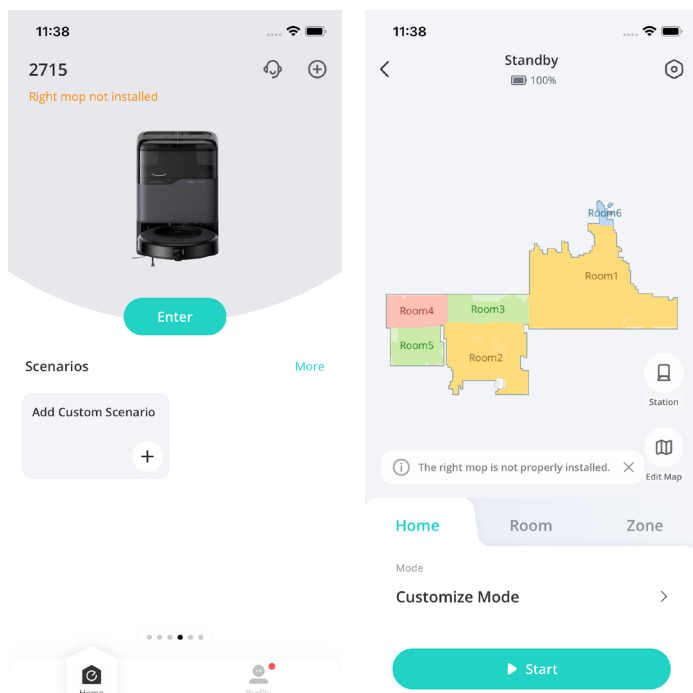 11:38
2715
Right mop not installed
Enter
Scenarios
More
Add Custom Scenario
Home
Profile
11:38
Standby
100%
Room6
Room1
Room4
Room3
Room5
Room2
Station
The right mop is not properly installed.
Edit Map
Home
Room
Zone
Mode
Customize Mode
Start